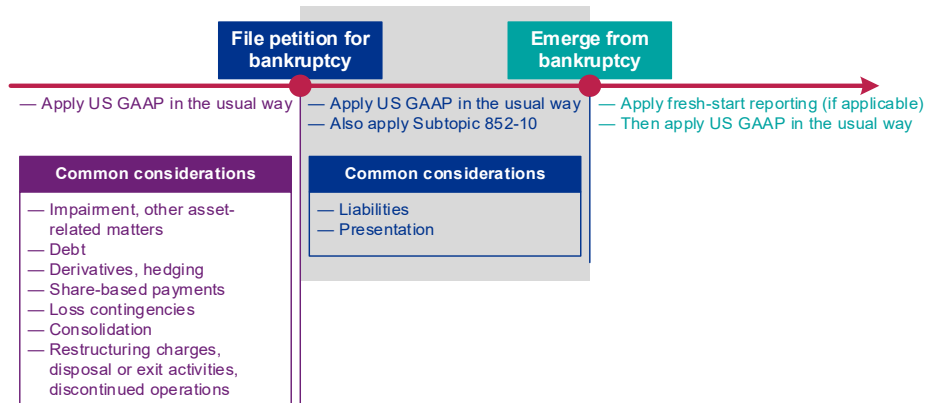 File petition for
bankruptcy
Emerge from
bankruptcy
— Apply US GAAP in the usual way
— Apply US GAAP in the usual way
— Also apply Subtopic 852-10
— Apply fresh-start reporting (if applicable)
— Then apply US GAAP in the usual way
Common considerations
— Impairment, other asset-
related matters
— Debt
— Derivatives, hedging
— Share-based payments
— Loss contingencies
— Consolidation
— Restructuring charges,
disposal or exit activities,
discontinued operations
Common considerations
— Liabilities
— Presentation